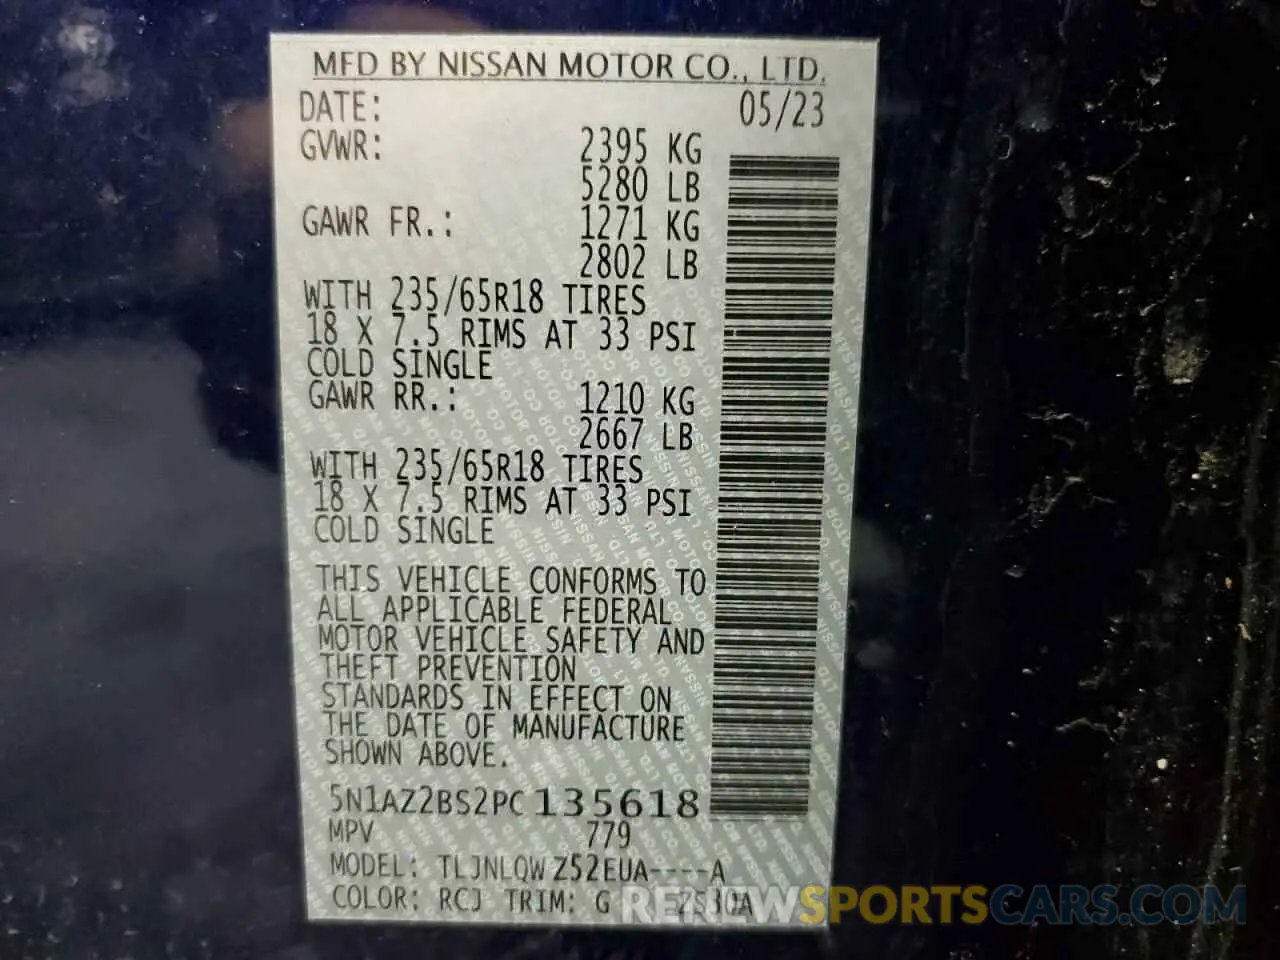 MFD BY NISSAN MOTOR CO., LTD.
DATE: 05/23
GVWR: 2395 KG
5280 LB
GAWR FR.: 1271 KG
2802 LB
WITH 235/65R18 TIRES
18 X 7.5 RIMS AT 33 PSI
COLD SINGLE
GAWR RR.: 1210 KG
2667 LB
WITH 235/65R18 TIRES
18 X 7.5 RIMS AT 33 PSI
COLD SINGLE
THIS VEHICLE CONFORMS TO
ALL APPLICABLE FEDERAL
MOTOR VEHICLE SAFETY AND
THEFT PREVENTION
STANDARDS IN EFFECT ON
THE DATE OF MANUFACTURE
SHOWN ABOVE.
5N1AZ2BS2PC135618
MPV 779
MODEL: TLJNLQW Z52EUA----A
COLOR: RCJ TRIM: G
SPORTSCARS.COM